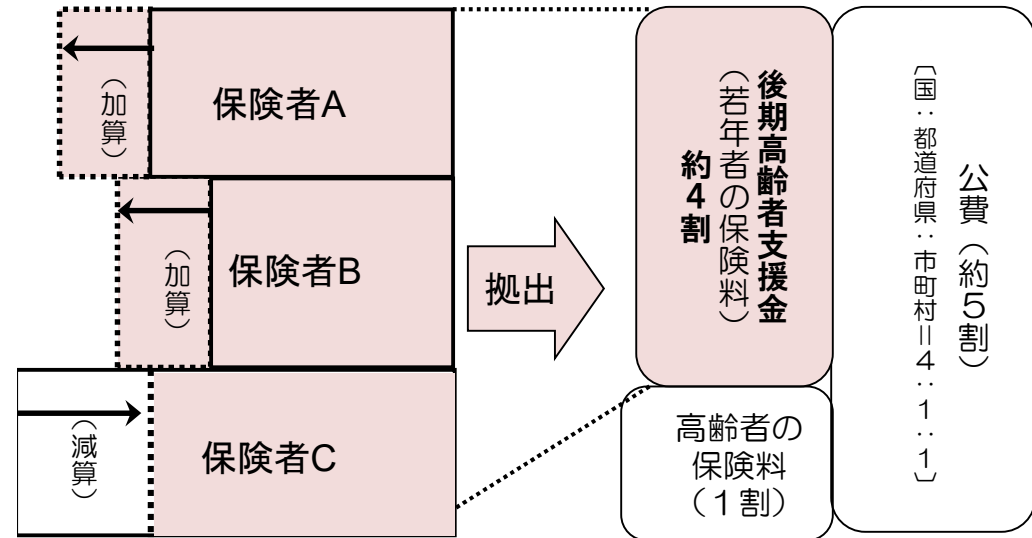 （加算）
保険者A
（加算）
保険者B
（減算）
保険者C
拠出
後期高齢者支援金
（若年者の保険料）
約４割
高齢者の
保険料
（１割）
公費（約５割）
〔国：都道府県：市町村＝４：１：１〕